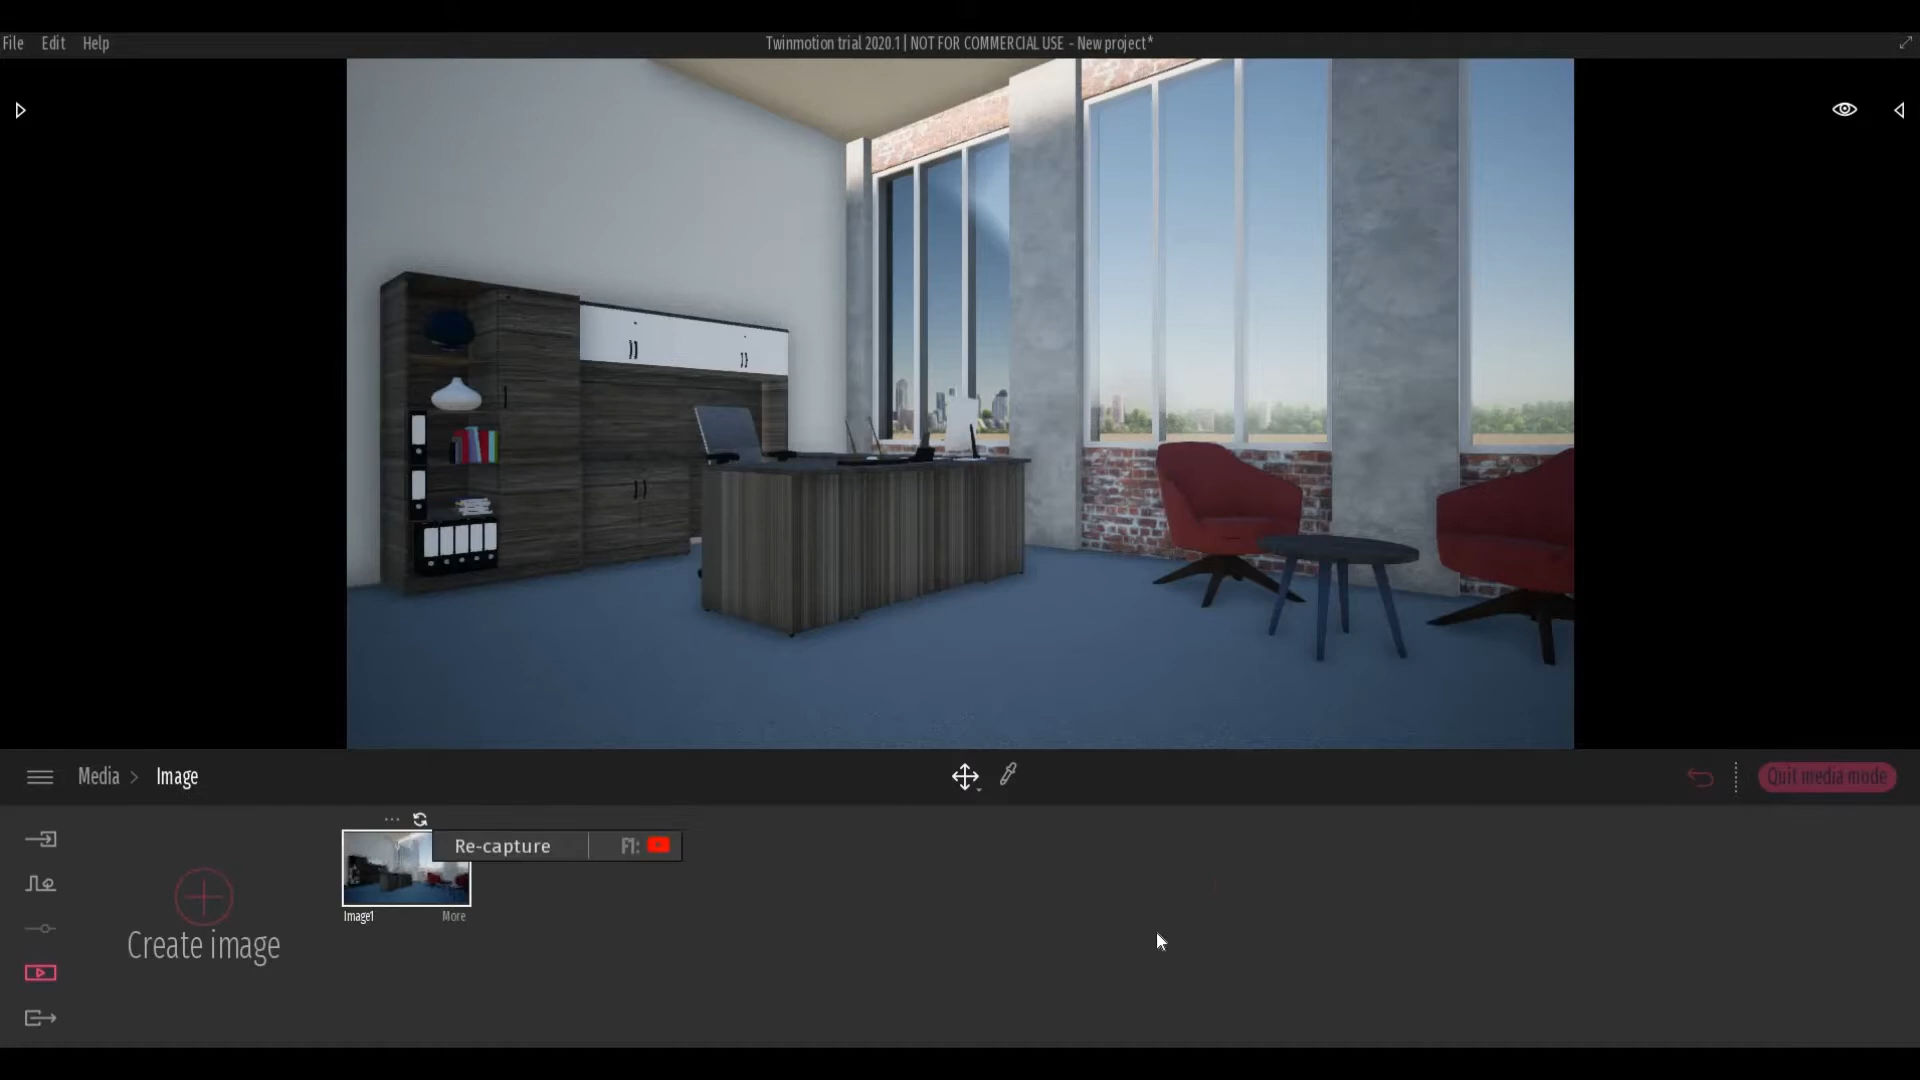 File Edit Help
Twinmotion trial 2020.1 | NOT FOR COMMERCIAL USE - New project*
Media > Image
Quit media mode
...
Re-capture F1:
Image1 More
Create image